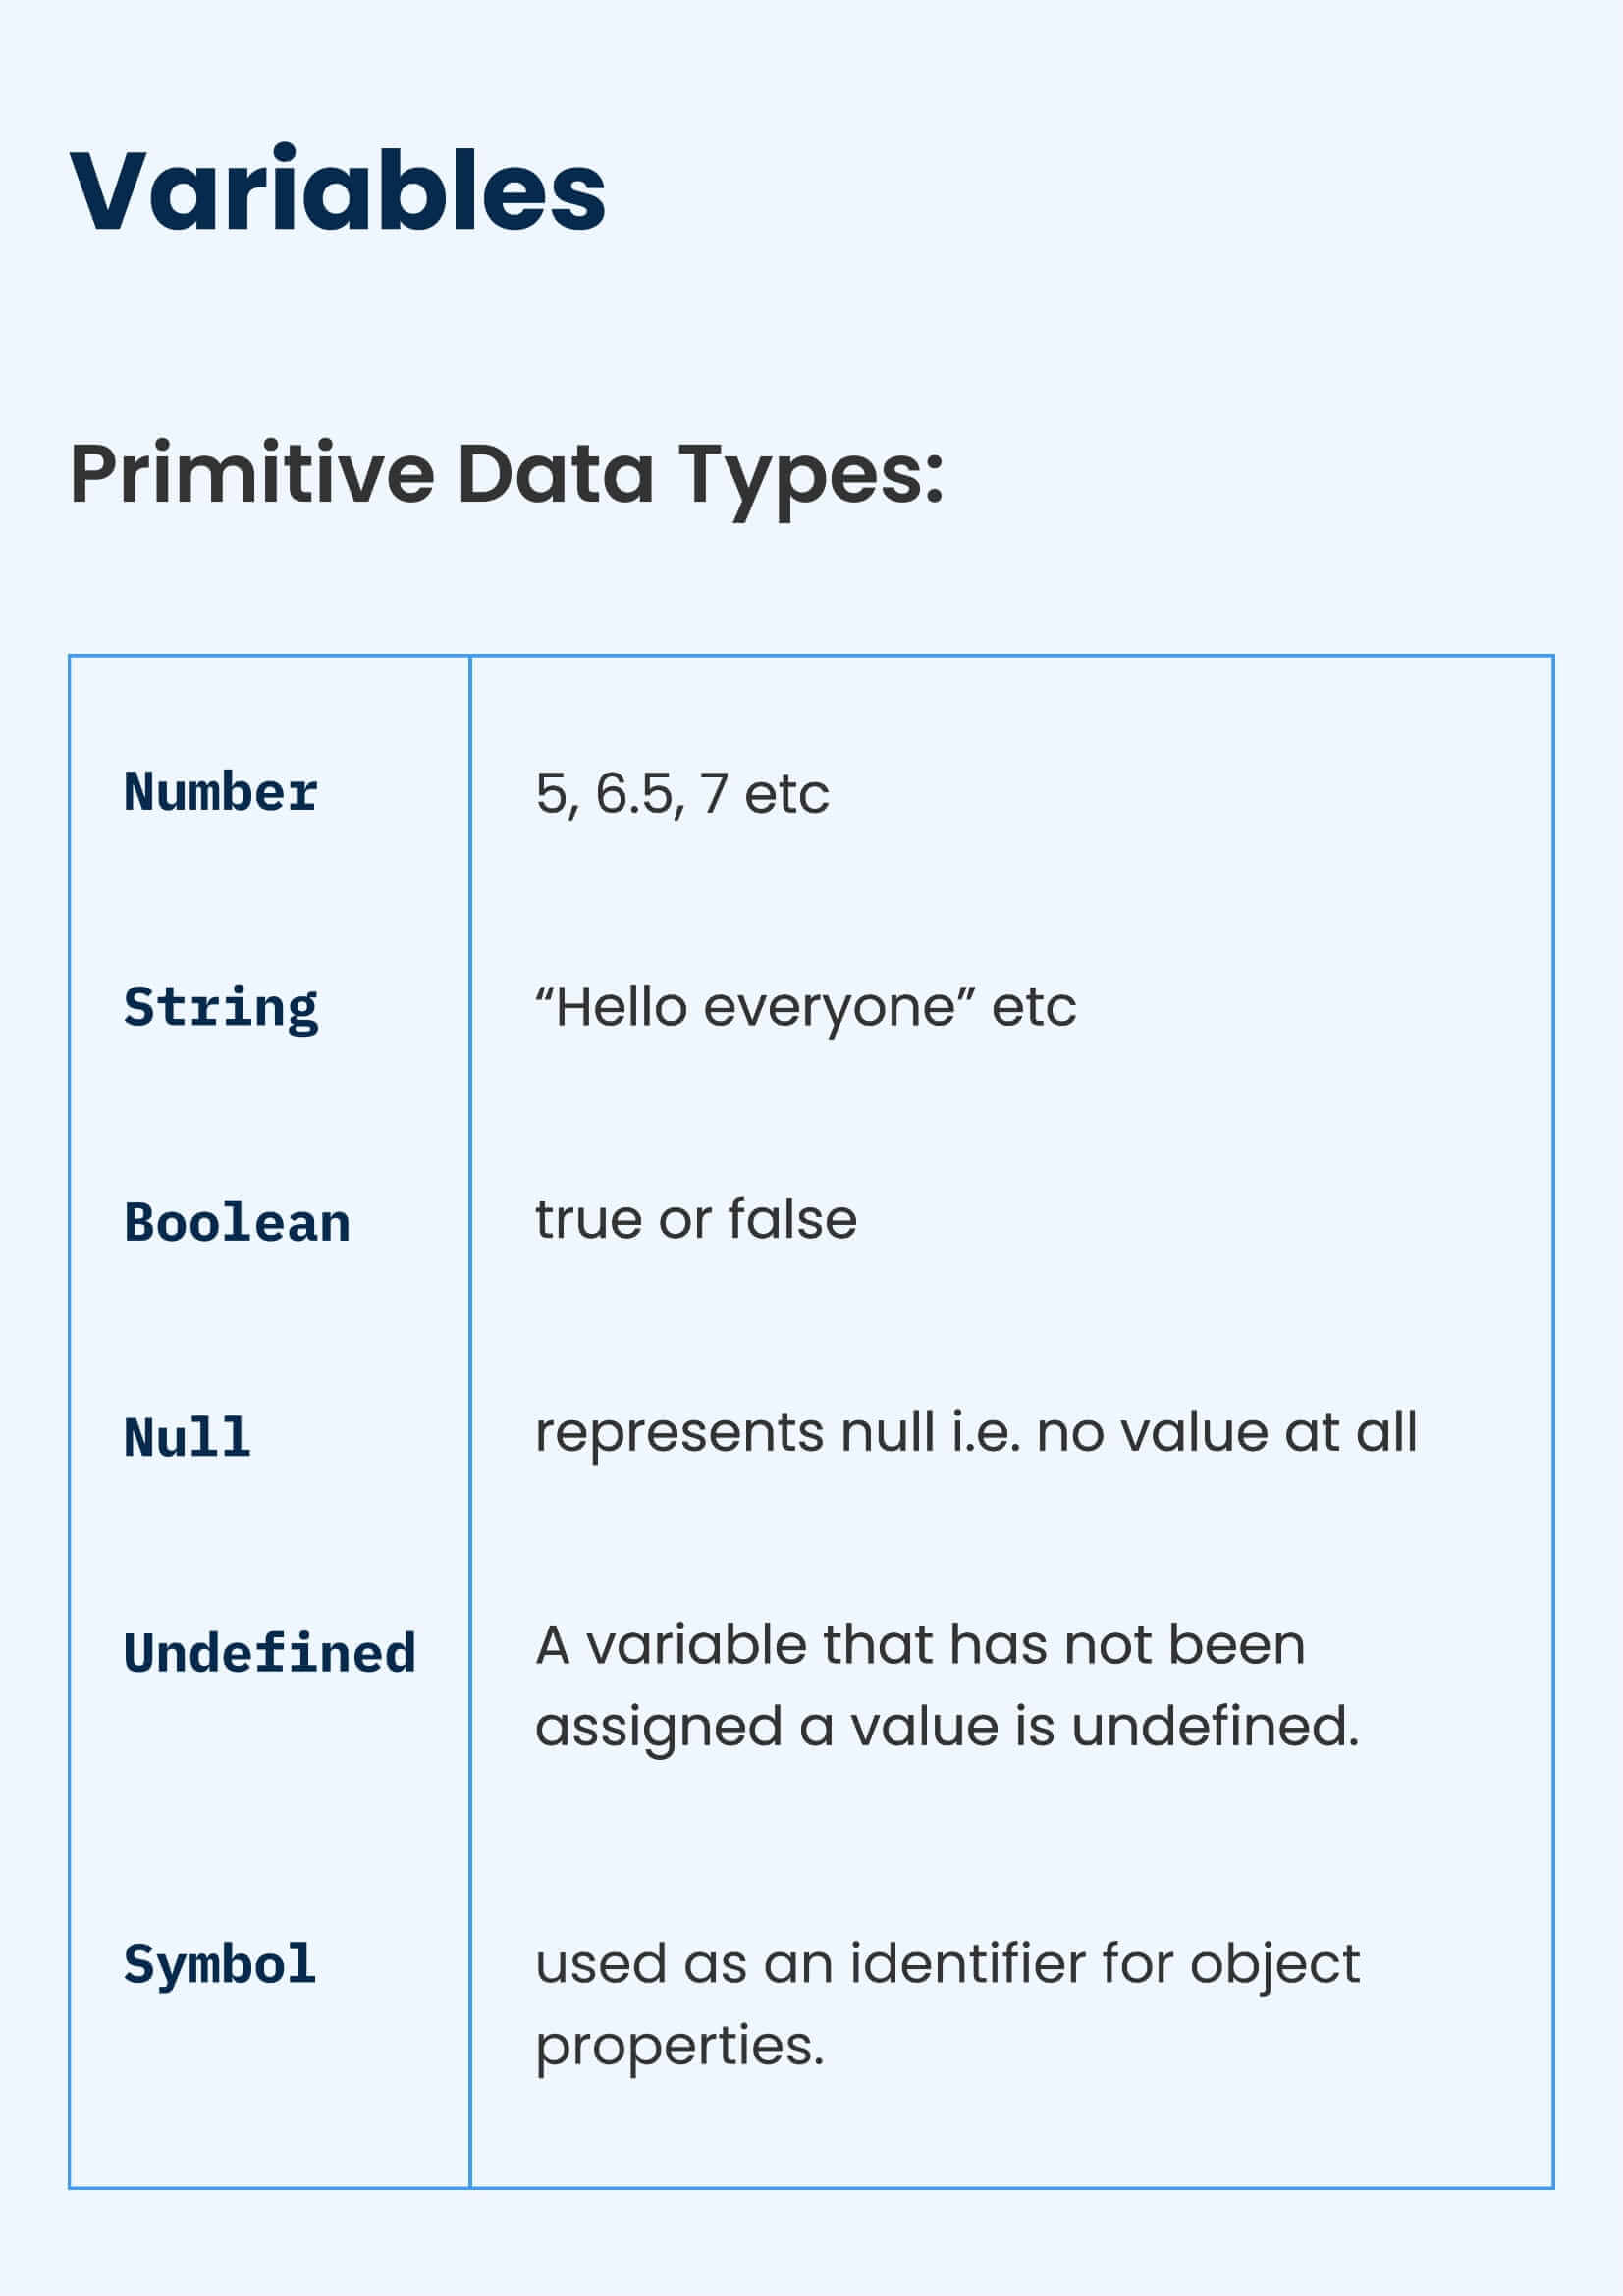 Variables
Primitive Data Types:
Number
5, 6.5, 7 etc
String
“Hello everyone” etc
Boolean
true or false
Null
represents null i.e. no value at all
Undefined
A variable that has not been
assigned a value is undefined.
Symbol
used as an identifier for object
properties.